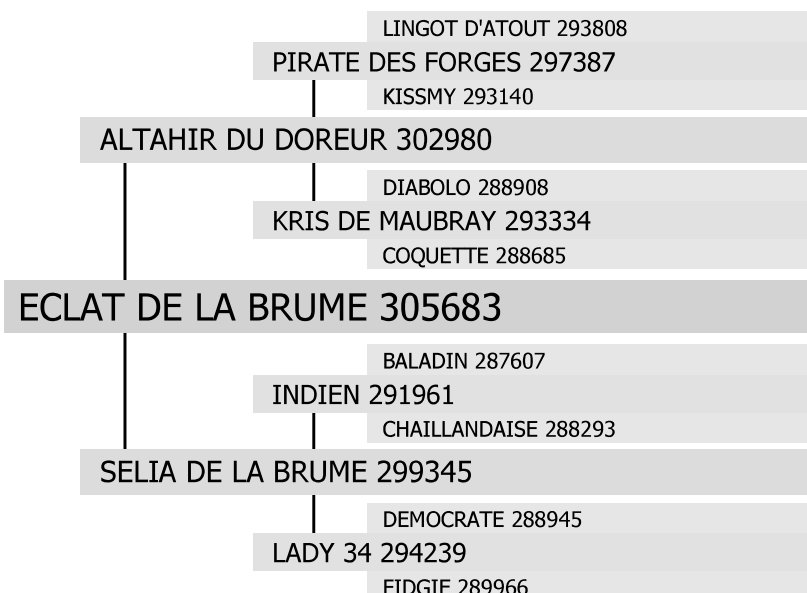 LINGOT D'ATOUT 293808
PIRATE DES FORGES 297387
KISSMY 293140
ALTAHIR DU DOREUR 302980
DIABOLO 288908
KRIS DE MAUBRAY 293334
COQUETTE 288685
ECLAT DE LA BRUME 305683
BALADIN 287607
INDIEN 291961
CHAILLANDAISE 288293
SELIA DE LA BRUME 299345
DEMOCRATE 288945
LADY 34 294239
FIDGIE 289966